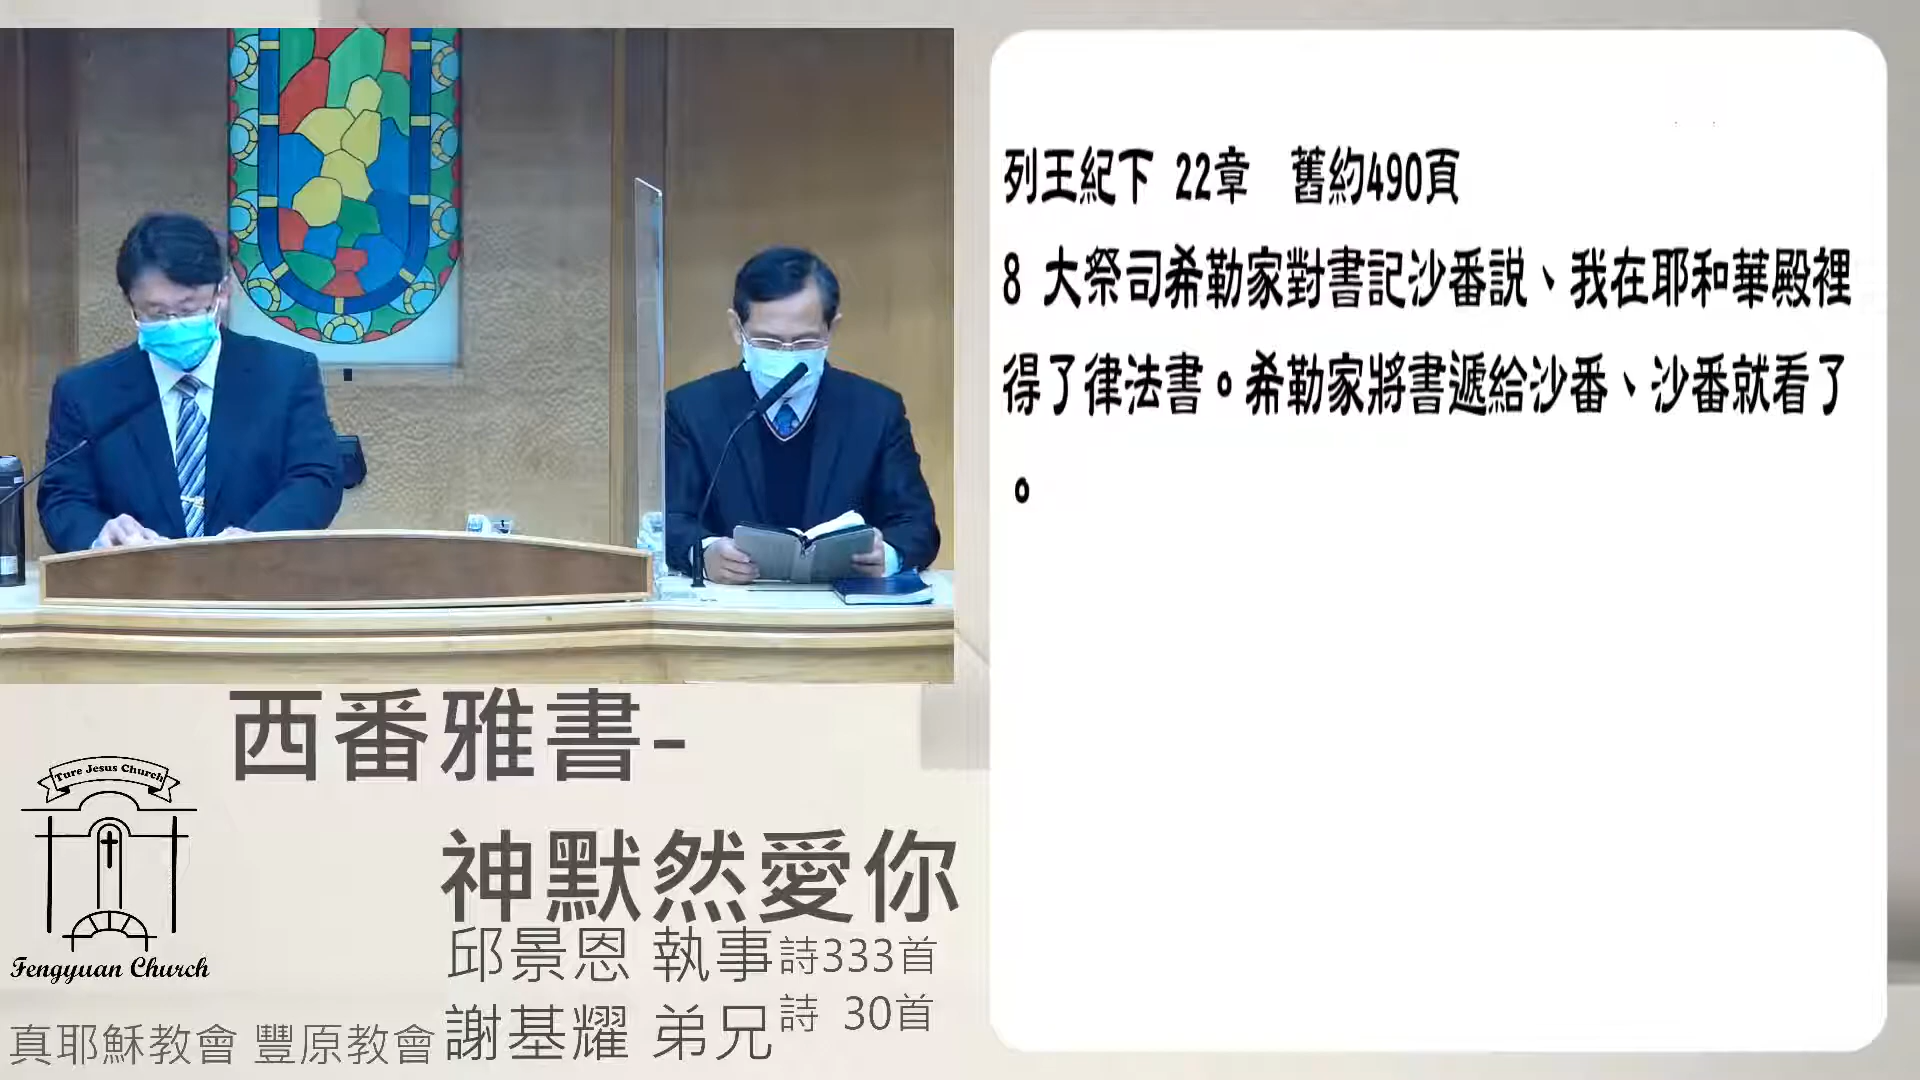 列王紀下 22章 舊約490頁
8 大祭司希勒家對書記沙番說、我在耶和華殿裡
得了律法書。希勒家將書遞給沙番、沙番就看了
。
西番雅書-
神默然愛你
邱景恩 執事 詩333首
謝基耀 弟兄 詩 30首
Ture Jesus Church
Fengyuan Church
真耶穌教會 豐原教會